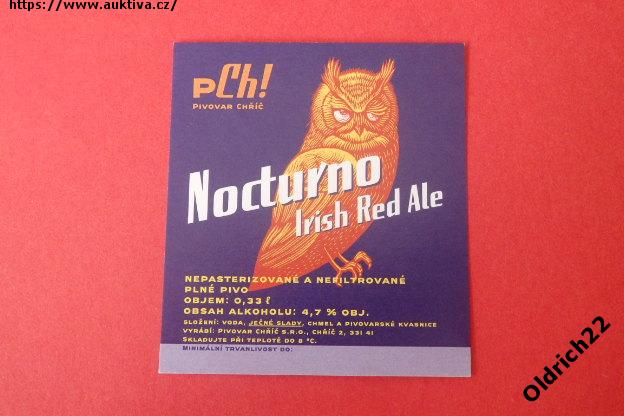 https://www.auktiva.cz/
PCh!
PIVOVAR CHŘÍČ
Nocturno
Irish Red Ale
NEPASTERIZOVANÉ A NEFILTROVANÉ
PLNÉ PIVO
OBJEM: 0,33 ℓ
OBSAH ALKOHOLU: 4,7 % OBJ.
SLOŽENÍ: VODA, JEČNÉ SLADY, CHMEL A PIVOVARSKÉ KVASNICE
VYRÁBÍ: PIVOVAR CHŘÍČ S.R.O., CHŘÍČ 2, 331 41
SKLADUJTE PŘI TEPLOTĚ DO 8 °C.
MINIMÁLNÍ TRVANLIVOST DO:
Oldrich22